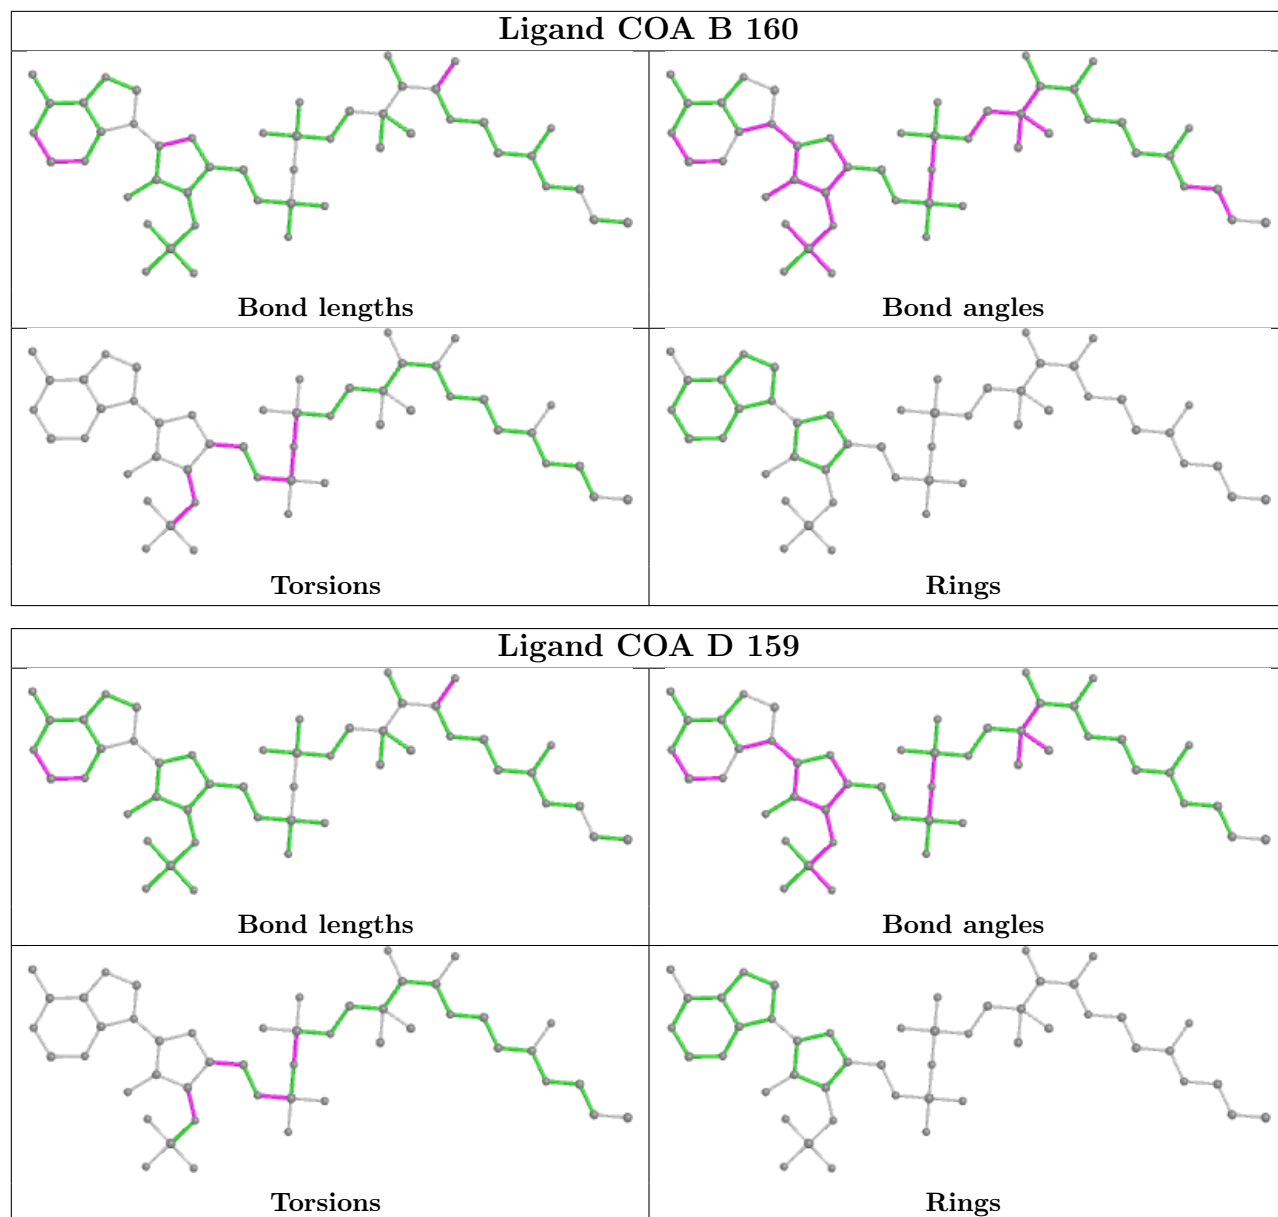 Ligand COA B 160
Bond lengths
Bond angles
Torsions
Rings
Ligand COA D 159
Bond lengths
Bond angles
Torsions
Rings